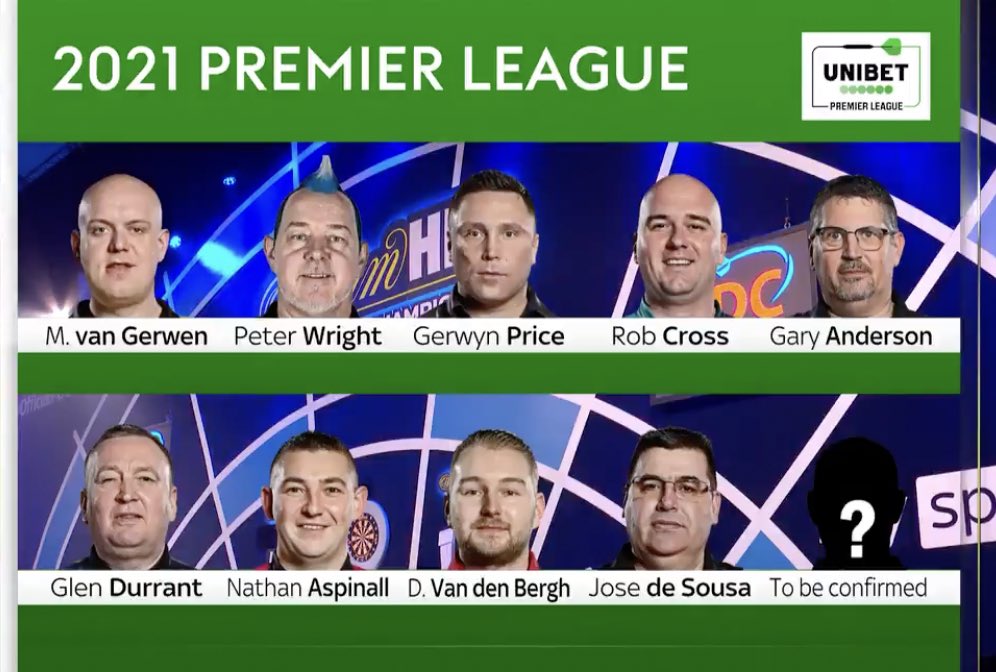 2021 PREMIER LEAGUE
UNIBET
PREMIER LEAGUE
M. van Gerwen Peter Wright Gerwyn Price Rob Cross Gary Anderson
Glen Durrant Nathan Aspinall D. Van den Bergh Jose de Sousa To be confirmed
?